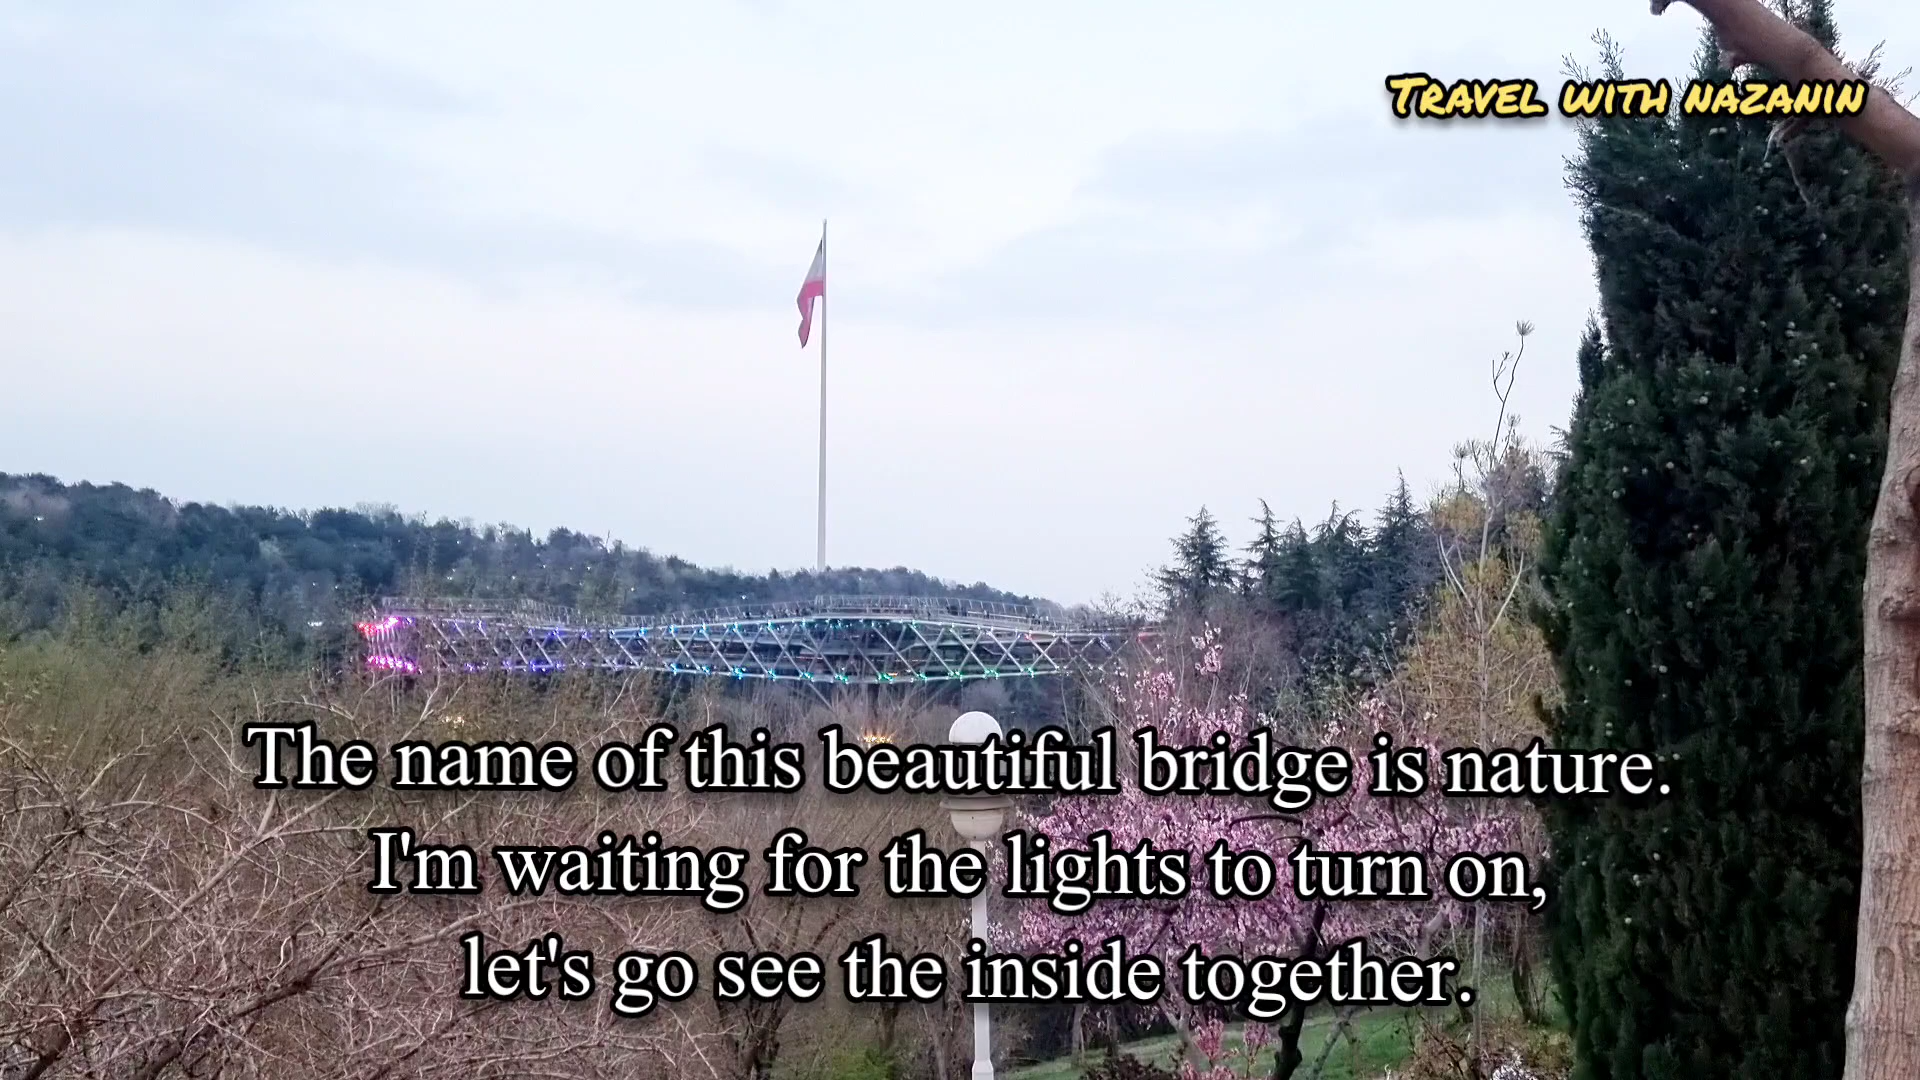 Travel with nazanin
The name of this beautiful bridge is nature.
I'm waiting for the lights to turn on,
let's go see the inside together.